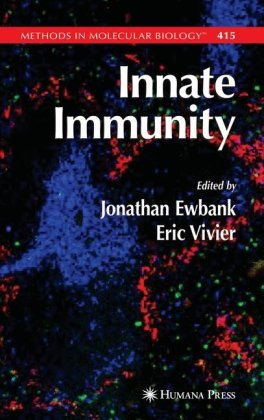 METHODS IN MOLECULAR BIOLOGY™ 415
Innate
Immunity
Edited by
Jonathan Ewbank
Eric Vivier
HUMANA PRESS